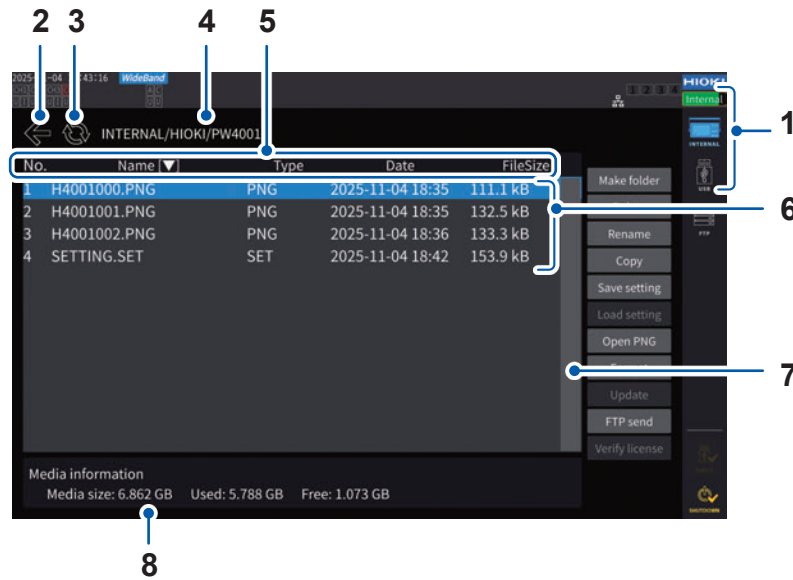 2 3 4 5
WideBand
HIOKI
Internal
1
INTERNAL/HIOKI/PW4001
INTERNAL
No. Name [▼] Type Date FileSize
USB
1 H4001000.PNG PNG 2025-11-04 18:35 111.1 kB
Make folder
6
2 H4001001.PNG PNG 2025-11-04 18:35 132.5 kB
3 H4001002.PNG PNG 2025-11-04 18:36 133.3 kB
Rename
FTP
4 SETTING.SET SET 2025-11-04 18:42 153.9 kB
Copy
Save setting
Load setting
Open PNG
7
Update
FTP send
Verify license
Media information
Media size: 6.862 GB Used: 5.788 GB Free: 1.073 GB
SHUTDOWN
8